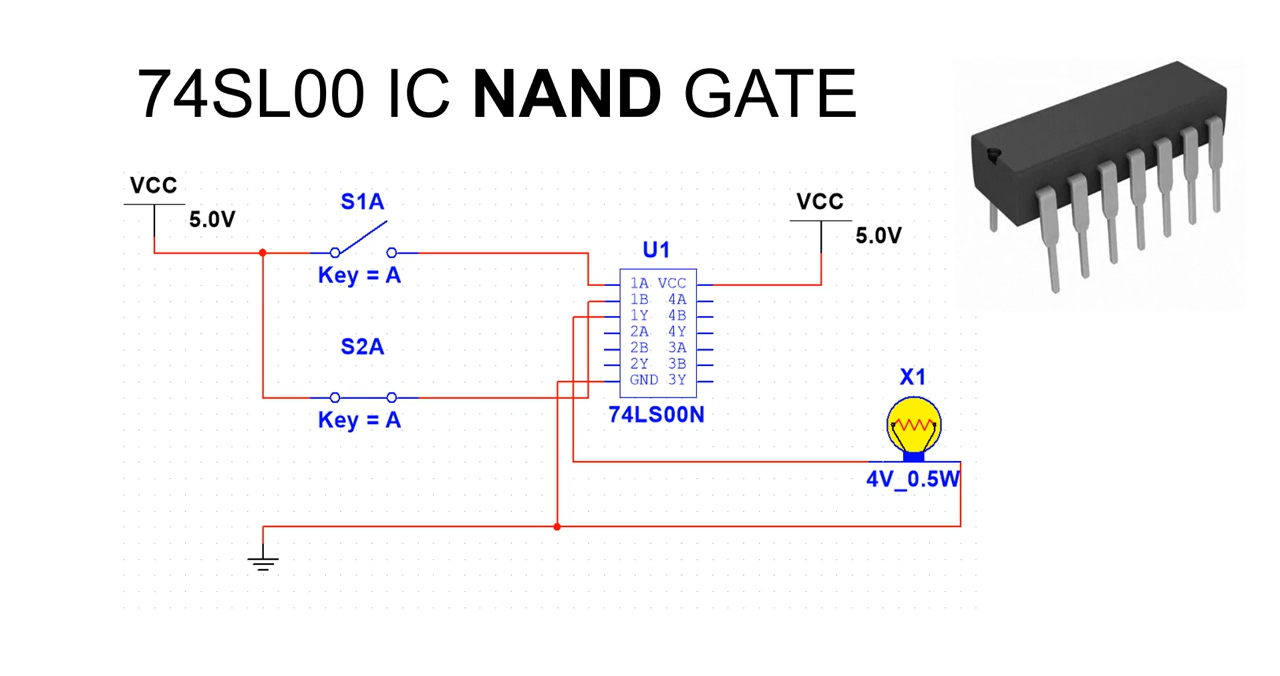 74SL00 IC NAND GATE
VCC
5.0V
S1A
Key = A
S2A
Key = A
VCC
5.0V
U1
1A VCC
1B 4A
1Y 4B
2A 4Y
2B 3A
2Y 3B
GND 3Y
74LS00N
X1
4V_0.5W